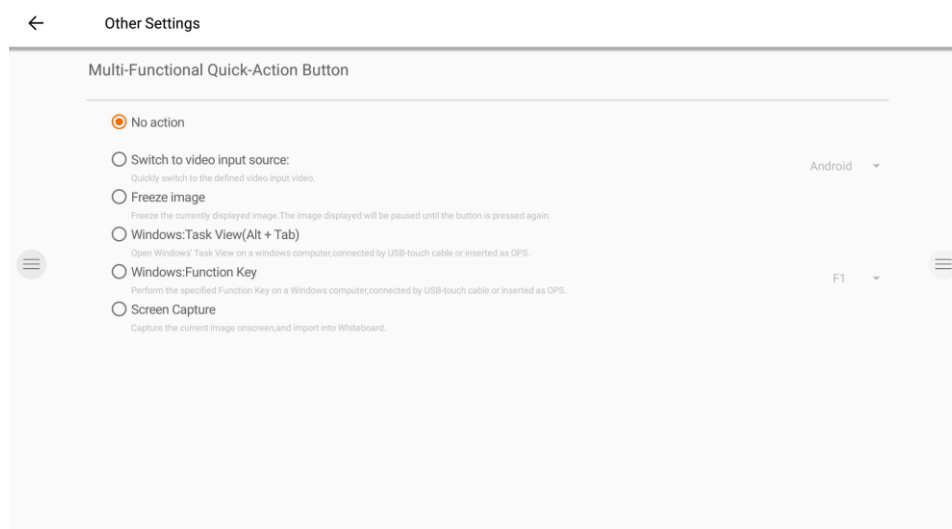 Other Settings
Multi-Functional Quick-Action Button
No action
Switch to video input source:
Android
Quickly switch to the defined video input video.
Freeze image
Freeze the currently displayed image.The image displayed will be paused until the button is pressed again.
Windows:Task View(Alt + Tab)
Open Windows' Task View on a windows computer,connected by USB-touch cable or inserted as OPS.
Windows:Function Key
F1
Perform the specified Function Key on a Windows computer,connected by USB-touch cable or inserted as OPS.
Screen Capture
Capture the current image onscreen,and import into Whiteboard.